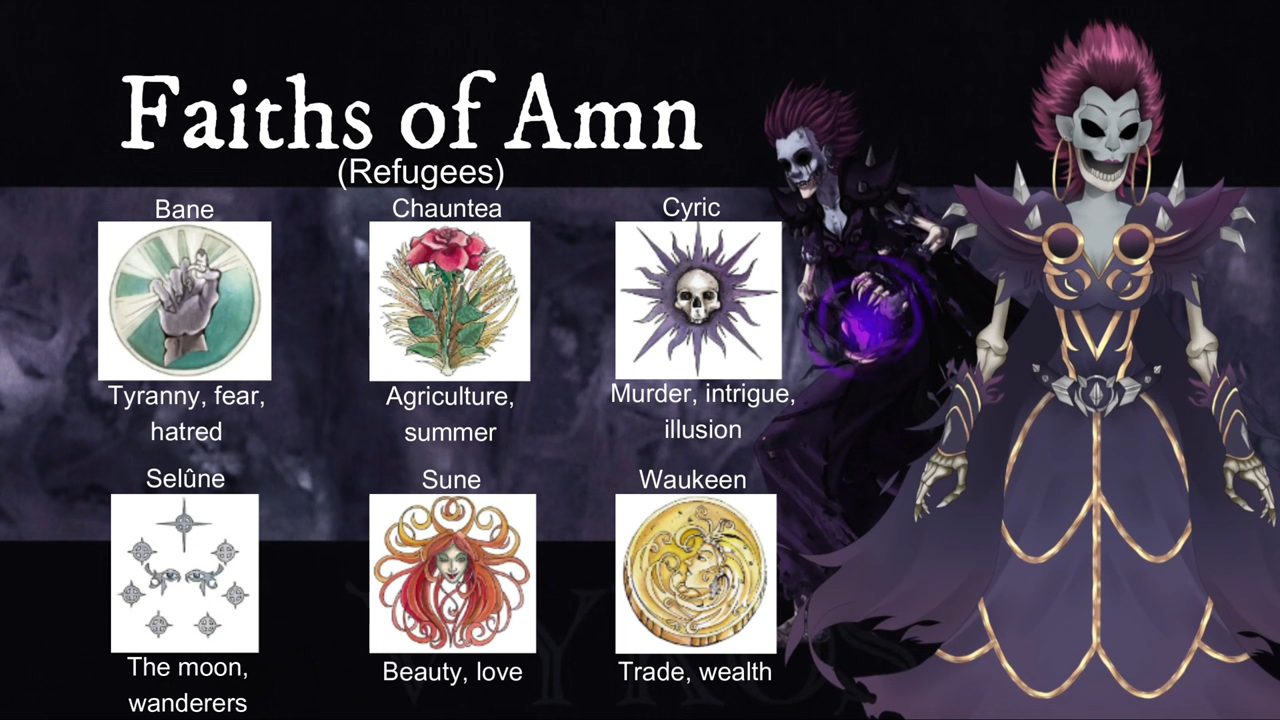 Faiths of Amn
(Refugees)
Bane
Chauntea
Cyric
Tyranny, fear,
hatred
Agriculture,
summer
Murder, intrigue,
illusion
Selûne
Sune
Waukeen
The moon,
wanderers
Beauty, love
Trade, wealth